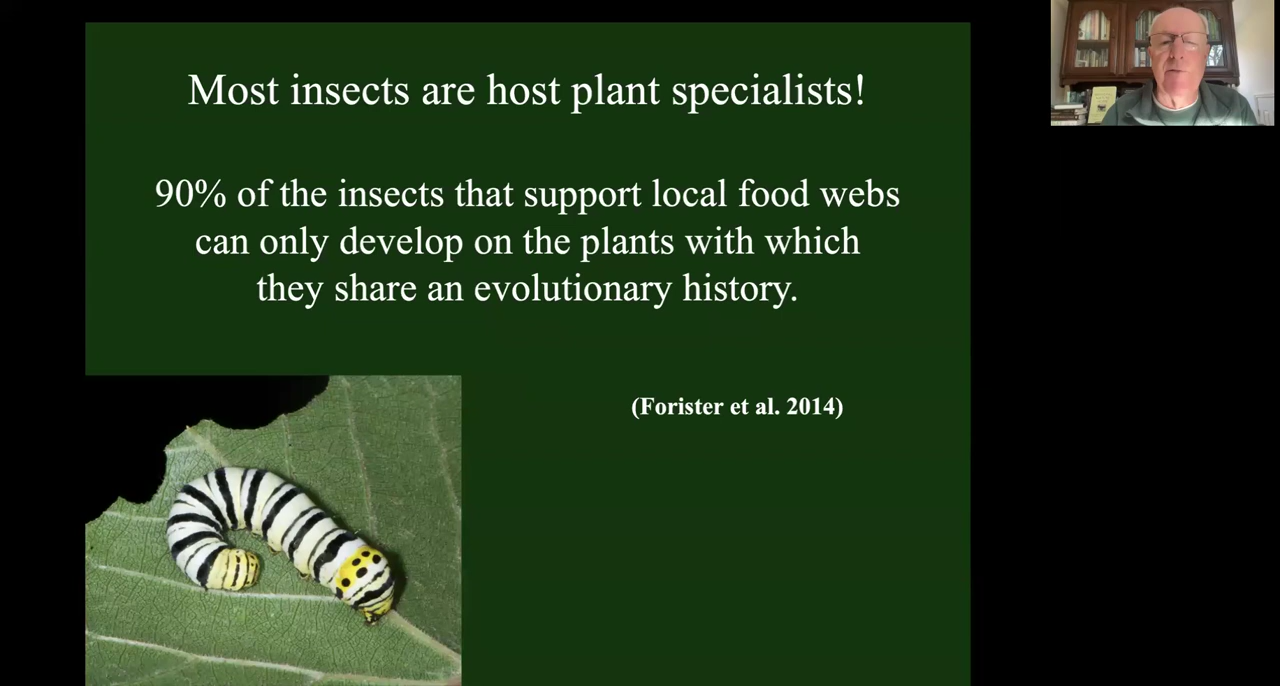 Most insects are host plant specialists!
90% of the insects that support local food webs
can only develop on the plants with which
they share an evolutionary history.
(Forister et al. 2014)